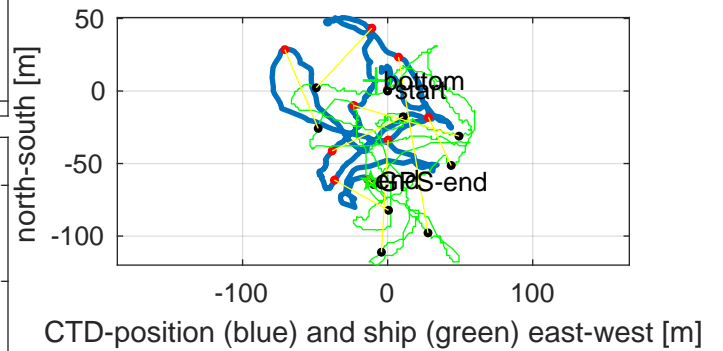 50
0
-50
-100
north-south [m]
bottom
start
end
GPS-end
-100
0
100
CTD-position (blue) and ship (green) east-west [m]